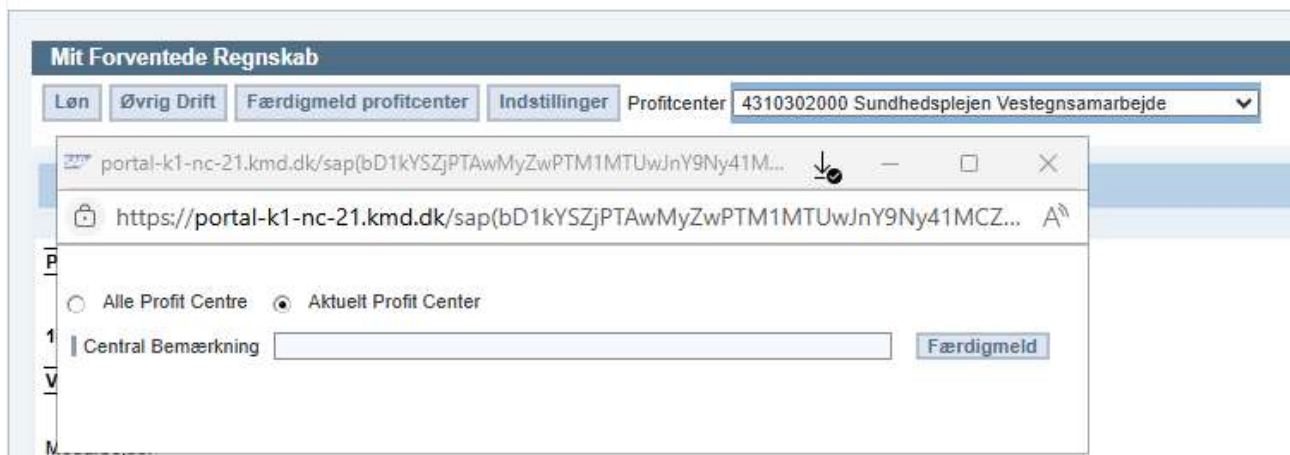 Mit Forventede Regnskab
Løn Øvrig Drift Færdigmeld profitcenter Indstillinger Profitcenter 4310302000 Sundhedsplejen Vestegnsamarbejde
portal-k1-nc-21.kmd.dk/sap(bD1kYSZjPTAwMyZwPTM1MTUwJnY9Ny41M...
https://portal-k1-nc-21.kmd.dk/sap(bD1kYSZjPTAwMyZwPTM1MTUwJnY9Ny41MCZ...
P
Alle Profit Centre Aktuelt Profit Center
1
Central Bemærkning Færdigmeld
V